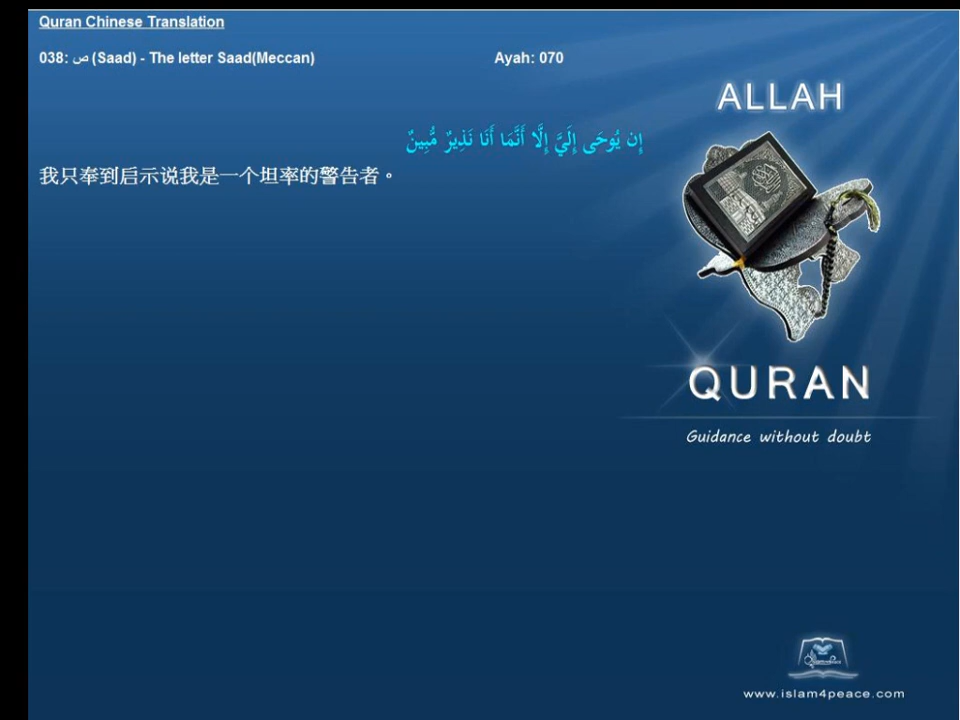 Quran Chinese Translation
038: ص (Saad) - The letter Saad(Meccan) Ayah: 070
إِن يُوحَى إِلَيَّ إِلَّا أَنَّمَا أَنَا نَذِيرٌ مُّبِينٌ
我只奉到启示说我是一个坦率的警告者。
ALLAH
QURAN
Guidance without doubt
www.islam4peace.com